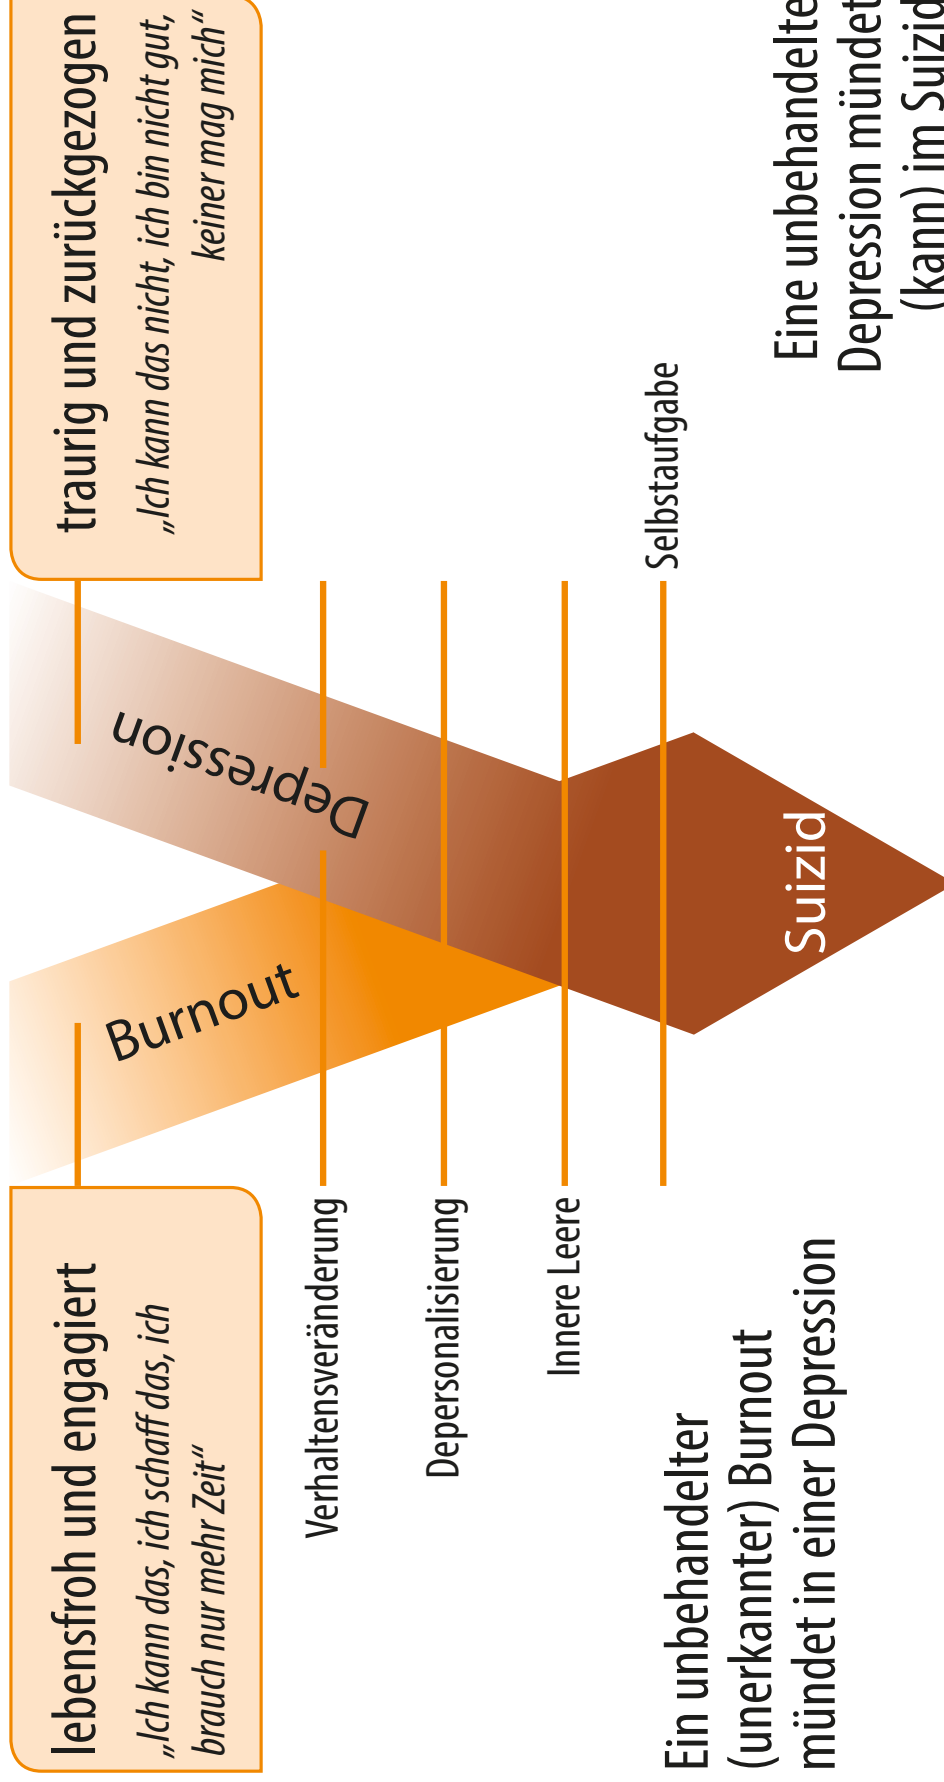 lebensfroh und engagiert
„Ich kann das, ich schaff das, ich
brauch nur mehr Zeit“
traurig und zurückgezogen
„Ich kann das nicht, ich bin nicht gut,
keiner mag mich“
Burnout
Depression
Verhaltensveränderung
Depersonalisierung
Innere Leere
Selbstaufgabe
Suizid
Ein unbehandelter
(unerkannter) Burnout
mündet in einer Depression
Eine unbehandelte
Depression mündet
(kann) im Suizid